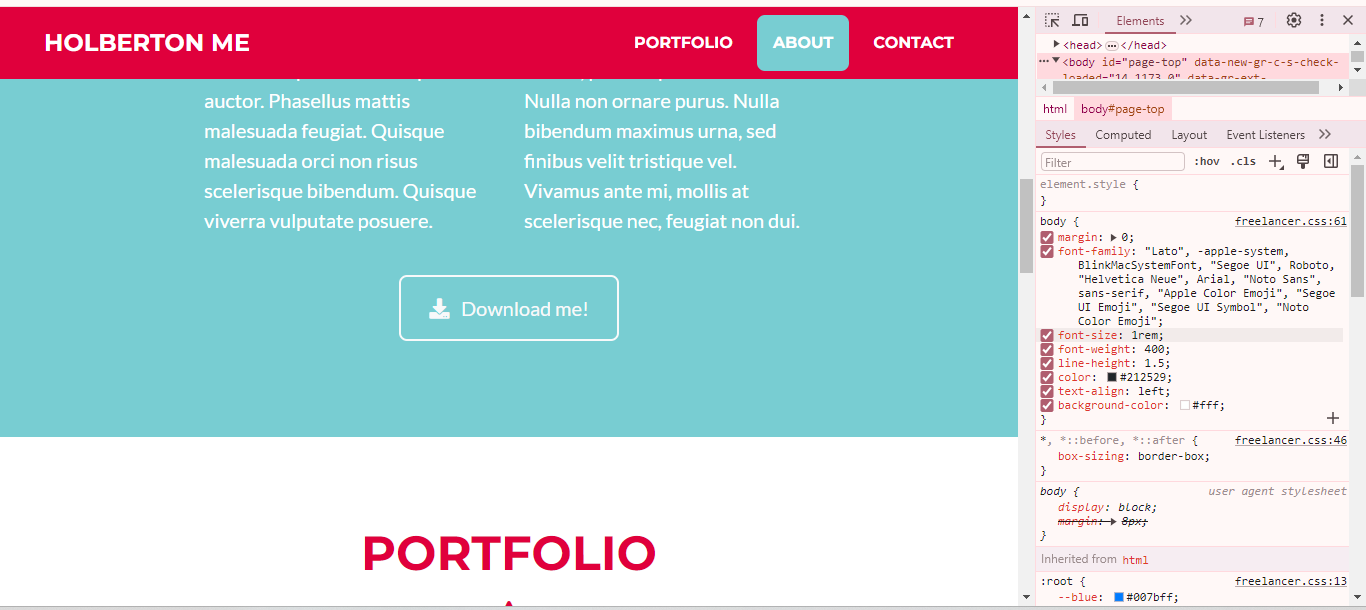 HOLBERTON ME
PORTFOLIO ABOUT CONTACT
auctor. Phasellus mattis
malesuada feugiat. Quisque
malesuada orci non risus
scelerisque bibendum. Quisque
viverra vulputate posuere.
Nulla non ornare purus. Nulla
bibendum maximus urna, sed
finibus velit tristique vel.
Vivamus ante mi, mollis at
scelerisque nec, feugiat non dui.
Download me!
PORTFOLIO
Elements 7
<head> … </head>
<body id="page-top" data-new-gr-c-s-check-
loaded="14.1173.0" data-gr-ext-
html body#page-top
Styles Computed Layout Event Listeners
Filter :hov .cls
element.style {
}
body { freelancer.css:61
margin: 0;
font-family: "Lato", -apple-system,
BlinkMacSystemFont, "Segoe UI", Roboto,
"Helvetica Neue", Arial, "Noto Sans",
sans-serif, "Apple Color Emoji", "Segoe
UI Emoji", "Segoe UI Symbol", "Noto
Color Emoji";
font-size: 1rem;
font-weight: 400;
line-height: 1.5;
color: #212529;
text-align: left;
background-color: #fff;
}
*, *::before, *::after { freelancer.css:46
box-sizing: border-box;
}
body { user agent stylesheet
display: block;
margin: 8px;
}
Inherited from html
:root { freelancer.css:13
--blue: #007bff;